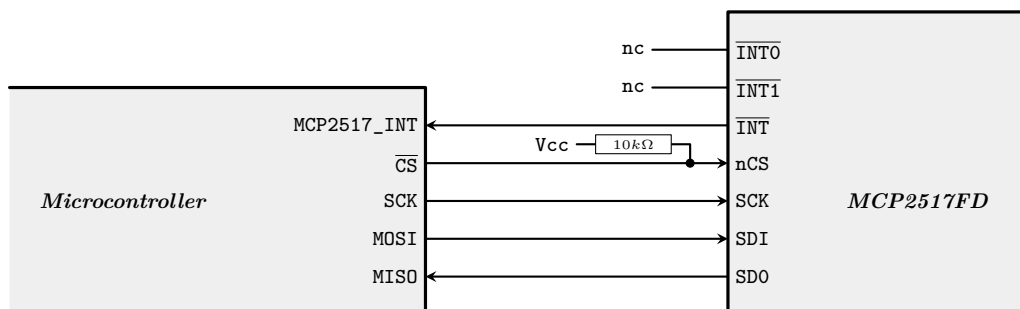 nc INT0
nc INT1
MCP2517_INT INT
Vcc 10kΩ
CS nCS
Microcontroller SCK SCK MCP2517FD
MOSI SDI
MISO SDO